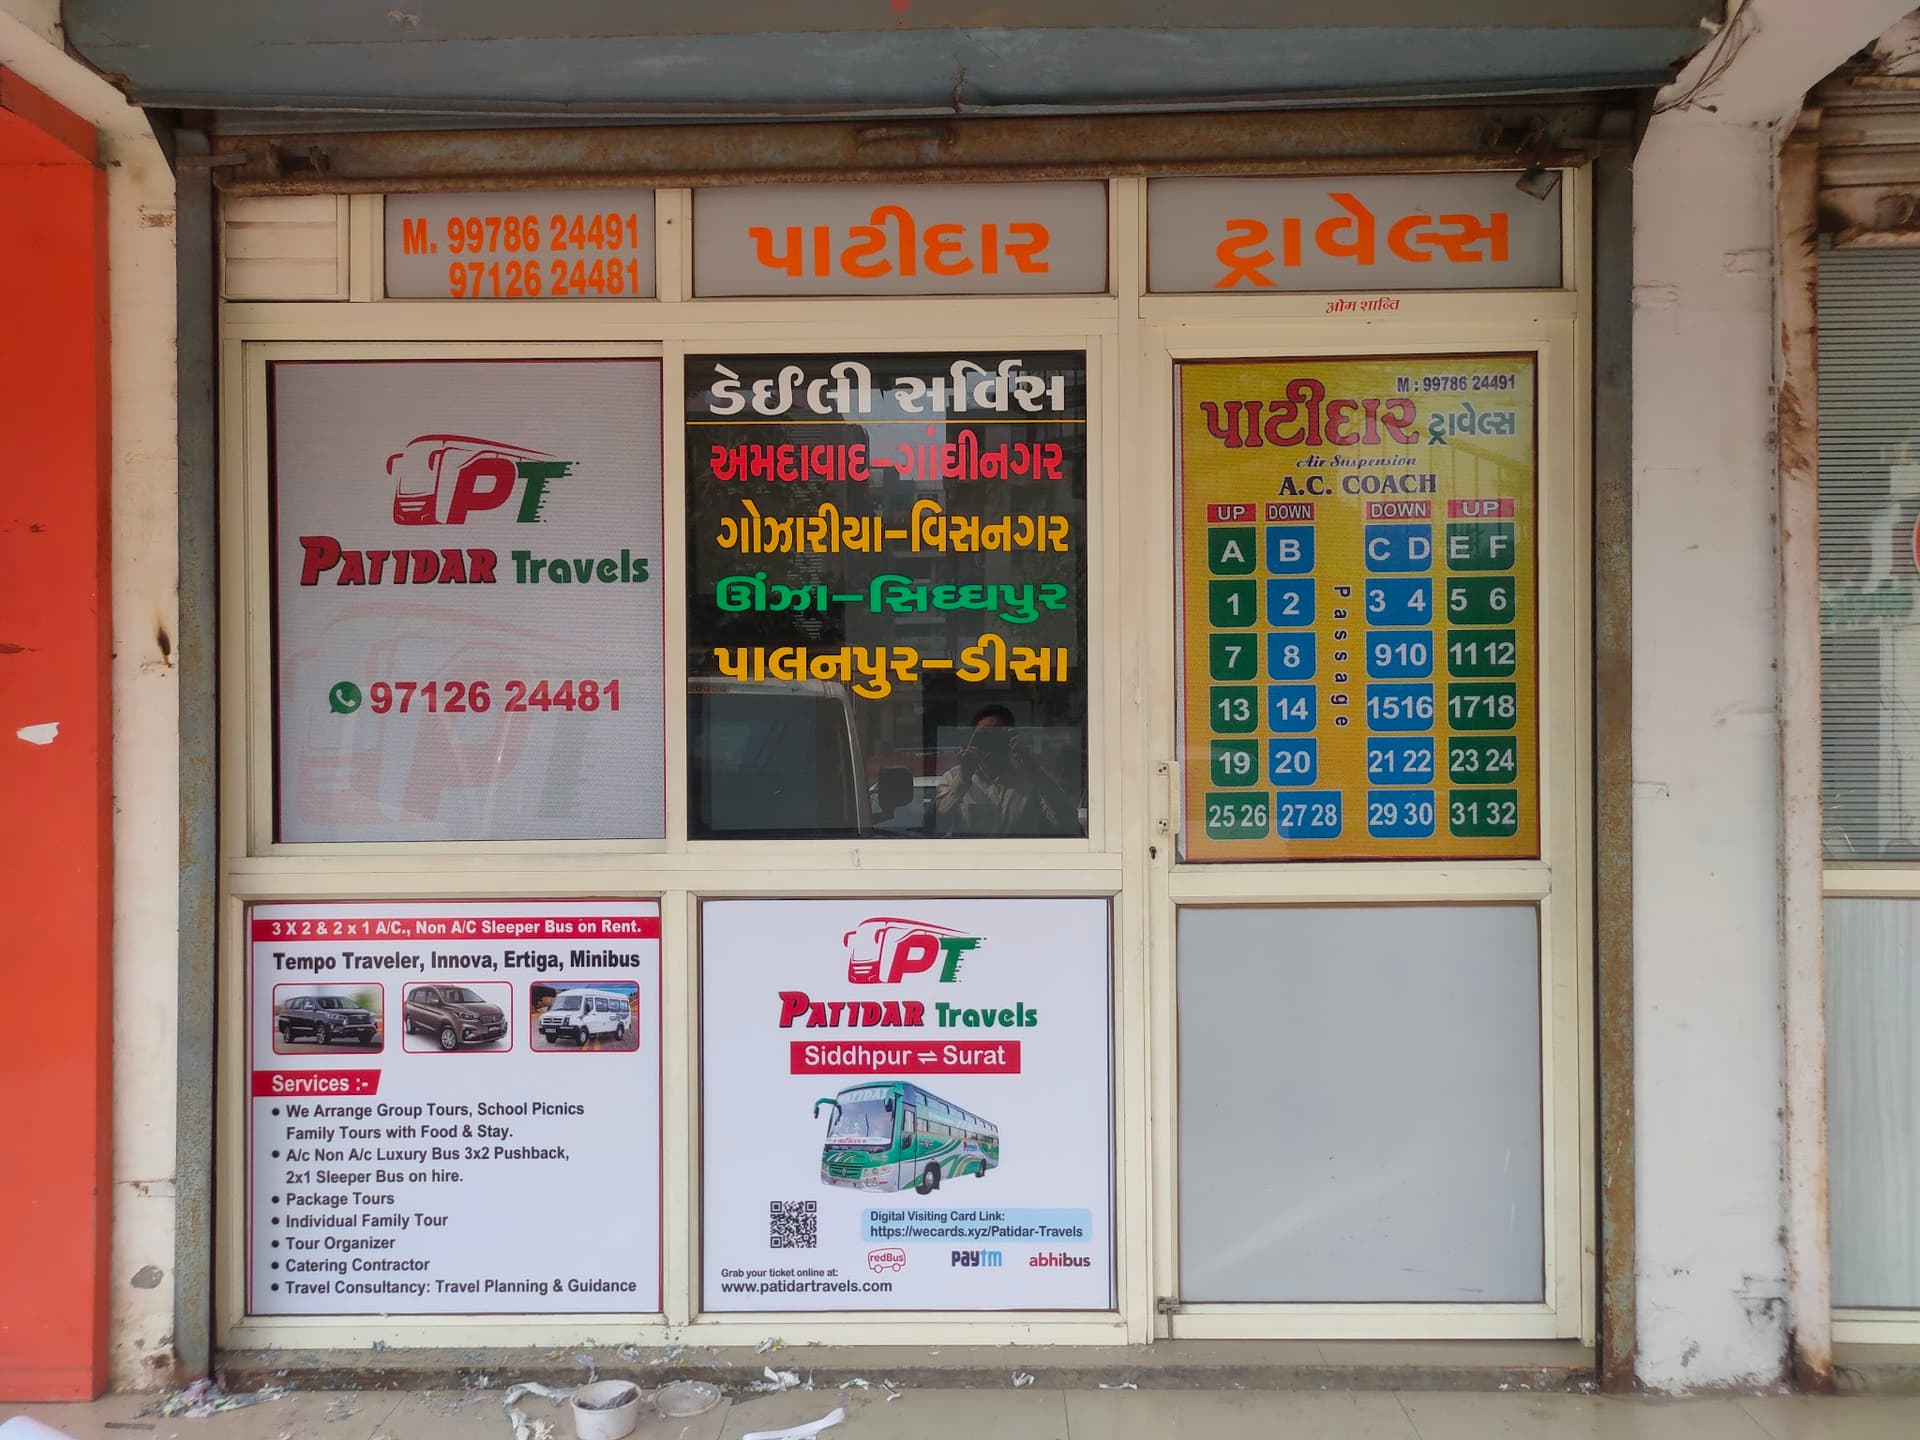 M. 99786 24491
97126 24481
પાટીદાર
ટ્રાવેલ્સ
ओम शान्ति
PT
PATIDAR Travels
97126 24481
ડેઈલી સર્વિસ
અમદાવાદ–ગાંધીનગર
ગોઝારીયા–વિસનગર
ઊંઝા–સિધ્ધપુર
પાલનપુર–ડીસા
M : 99786 24491
પાટીદાર ટ્રાવેલ્સ
Air Suspension
A.C. COACH
UP DOWN DOWN UP
A B C D E F
1 2 3 4 5 6
7 8 9 10 11 12
13 14 15 16 17 18
19 20 21 22 23 24
25 26 27 28 29 30 31 32
Passage
3 X 2 & 2 x 1 A/C., Non A/C Sleeper Bus on Rent.
Tempo Traveler, Innova, Ertiga, Minibus
Services :-
• We Arrange Group Tours, School Picnics
Family Tours with Food & Stay.
• A/c Non A/c Luxury Bus 3x2 Pushback,
2x1 Sleeper Bus on hire.
• Package Tours
• Individual Family Tour
• Tour Organizer
• Catering Contractor
• Travel Consultancy: Travel Planning & Guidance
PT
PATIDAR Travels
Siddhpur ⇌ Surat
PATIDAR
પાટીદાર
Digital Visiting Card Link:
https://wecards.xyz/Patidar-Travels
redBus paytm abhibus
Grab your ticket online at:
www.patidartravels.com